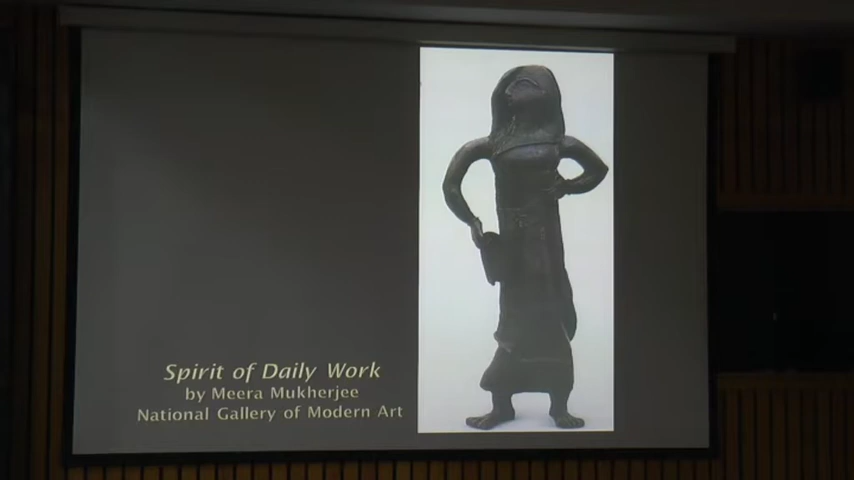 Spirit of Daily Work
by Meera Mukherjee
National Gallery of Modern Art